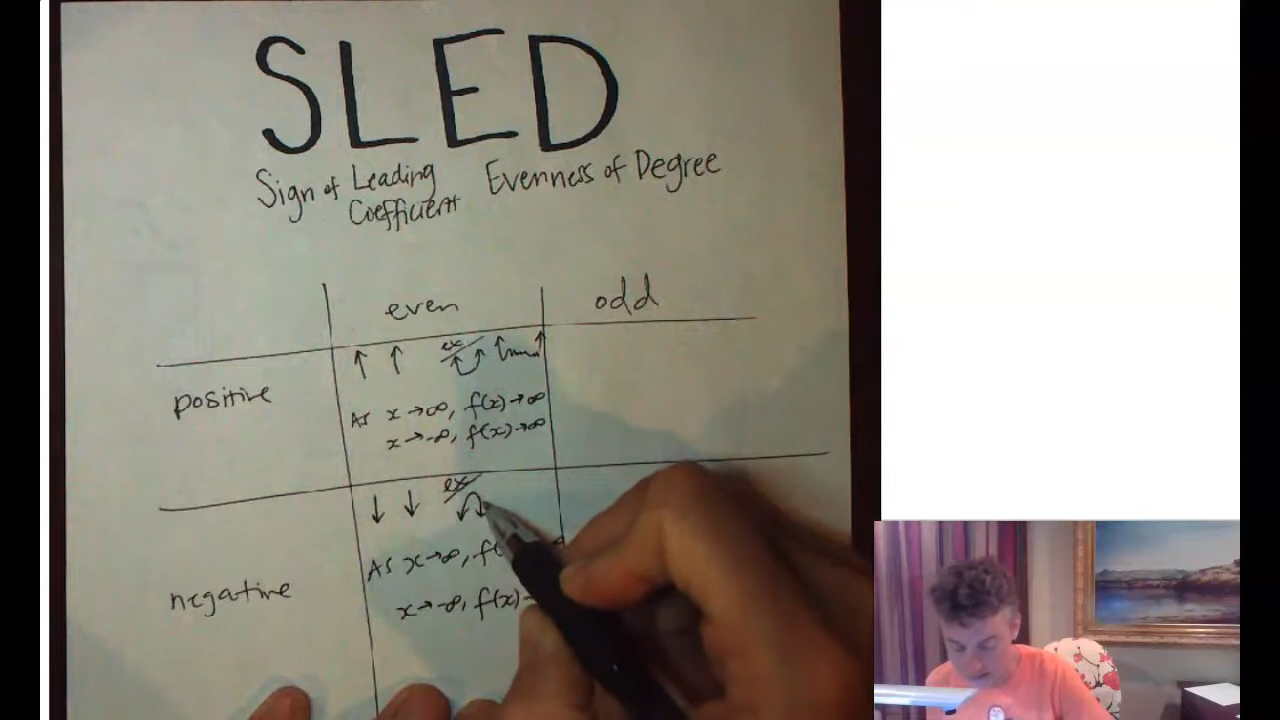 SLED
Sign of Leading Coefficient Evenness of Degree
even odd
positive
↑ ↑ ex ↑
As x→∞, f(x)→∞
x→-∞, f(x)→∞
negative
↓ ↓ ex
As x→∞, f(
x→-∞, f(x)→